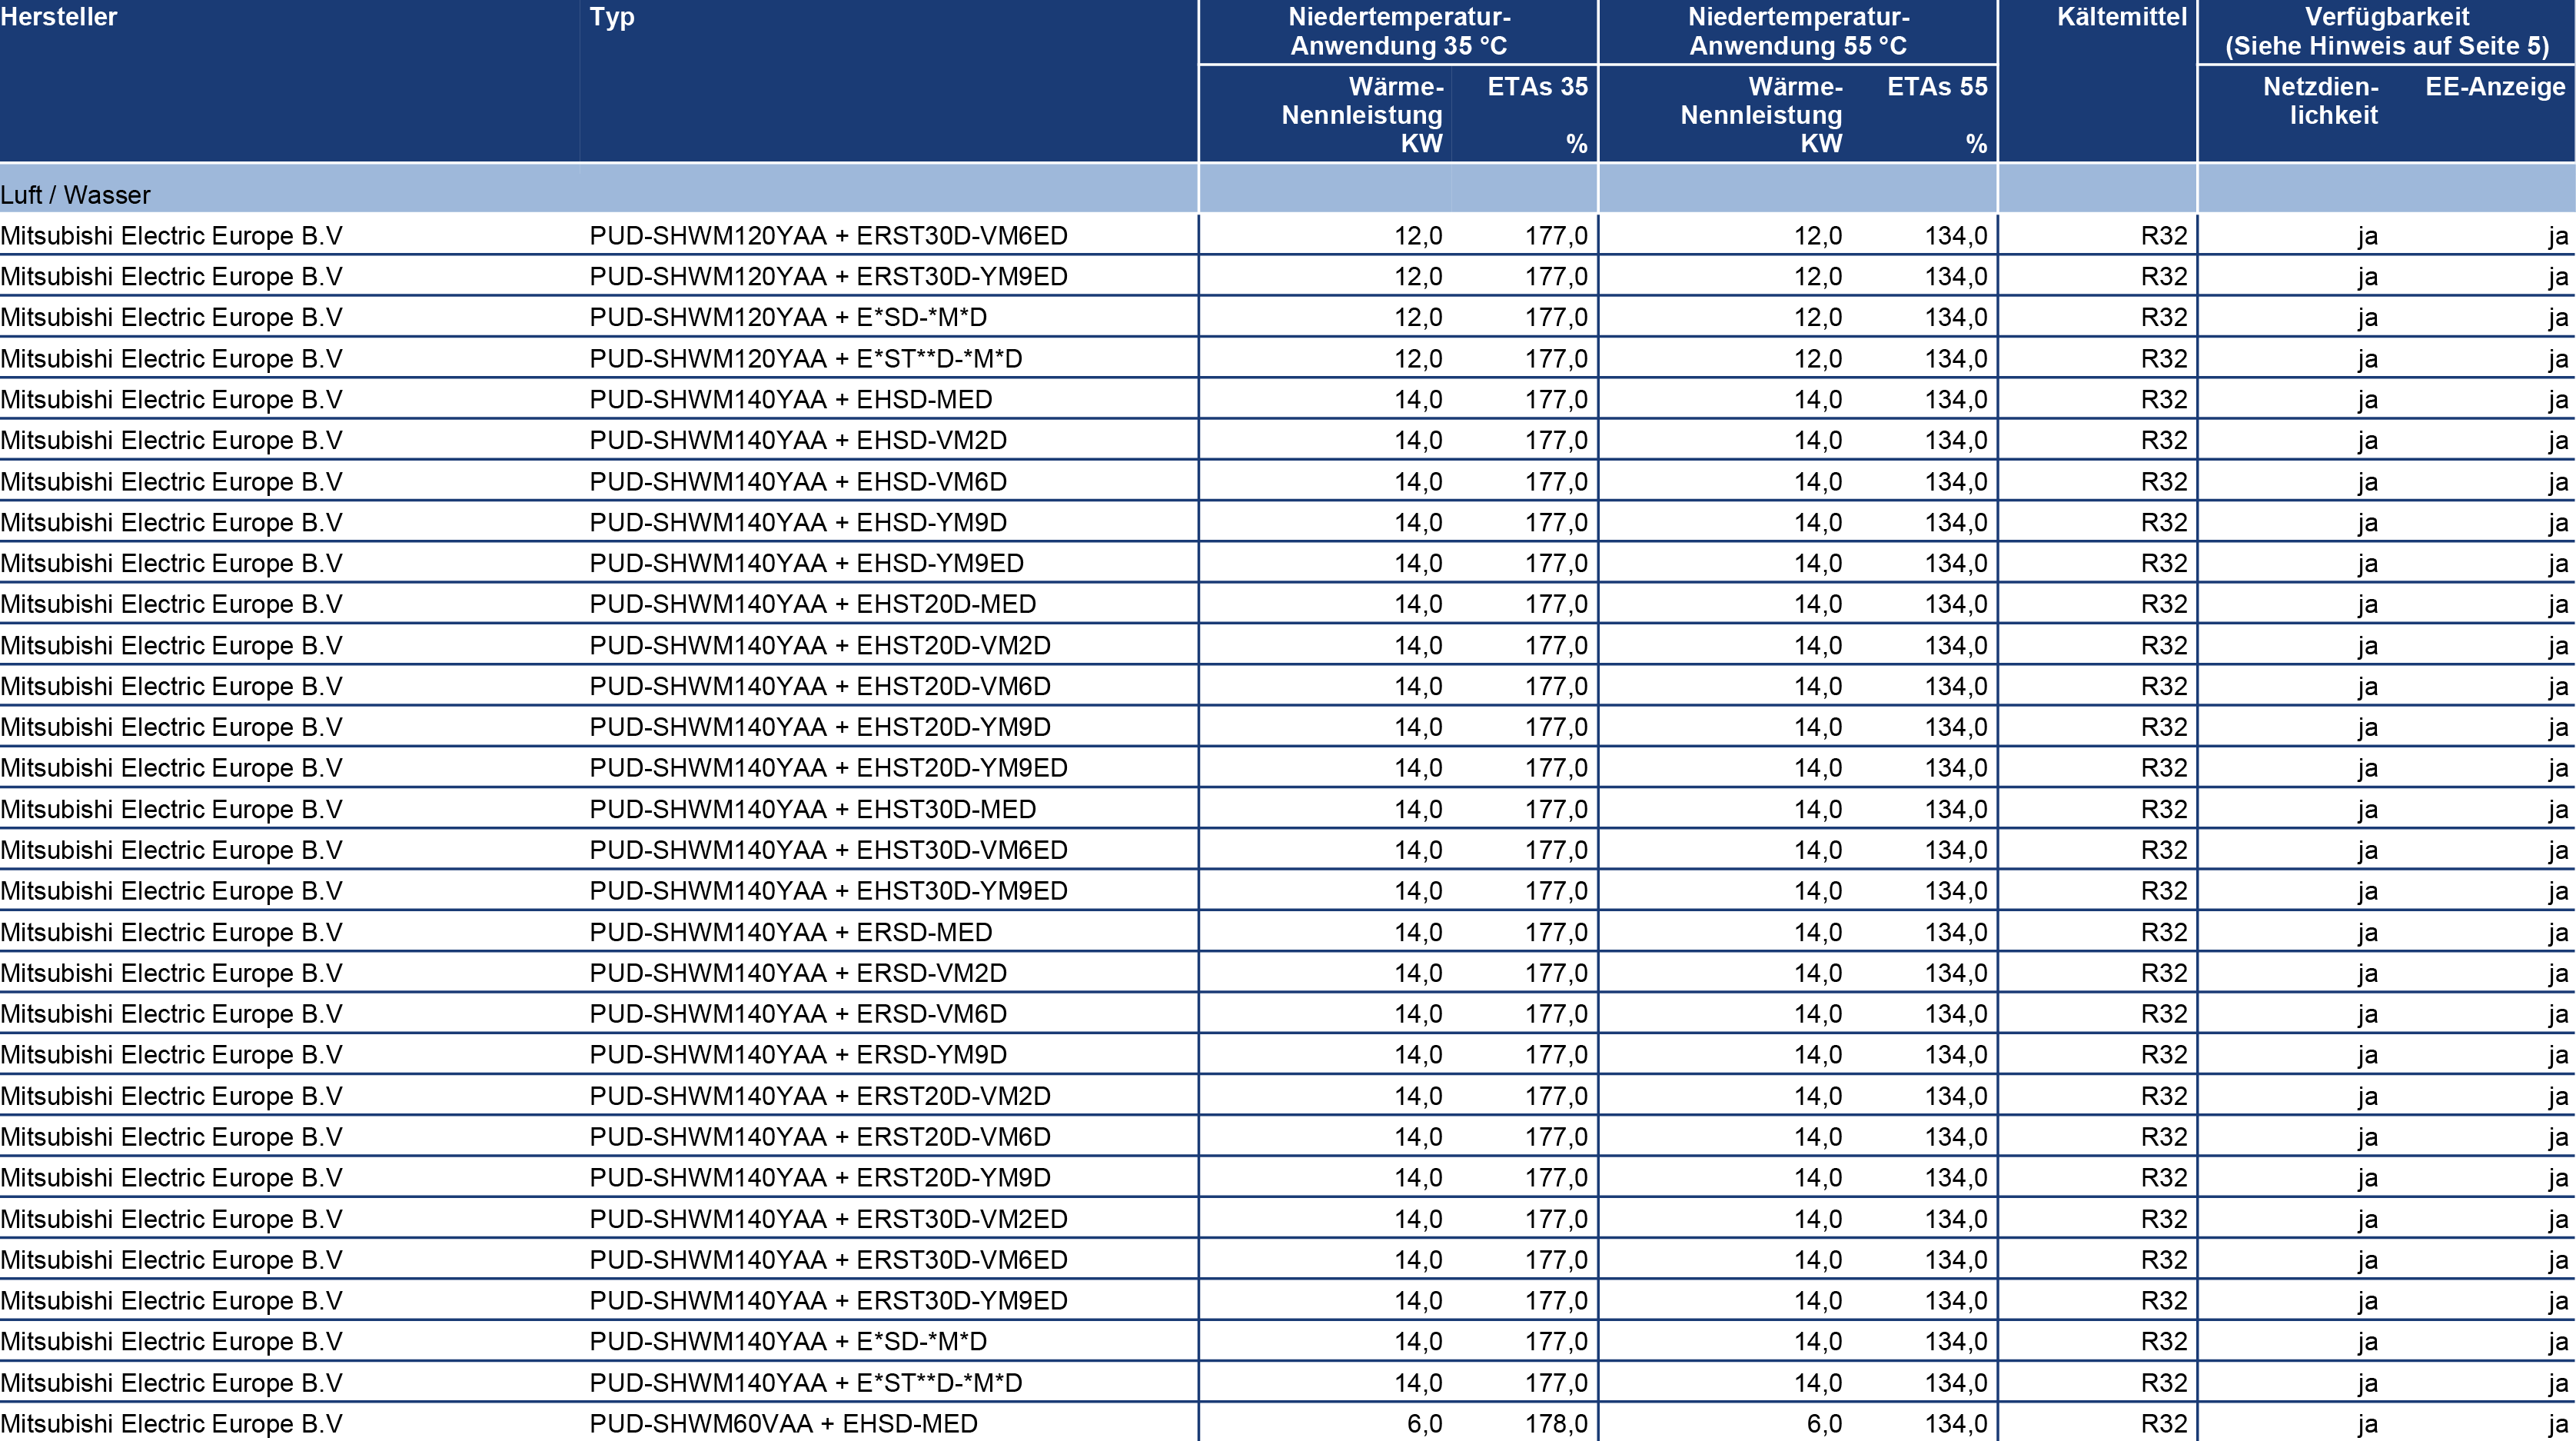 Hersteller Typ Niedertemperatur- Niedertemperatur- Kältemittel Verfügbarkeit
Anwendung 35 °C Anwendung 55 °C (Siehe Hinweis auf Seite 5)
Wärme- ETAs 35 Wärme- ETAs 55 Netzdien- EE-Anzeige
Nennleistung Nennleistung lichkeit
KW % KW %
Luft / Wasser
Mitsubishi Electric Europe B.V PUD-SHWM120YAA + ERST30D-VM6ED 12,0 177,0 12,0 134,0 R32 ja ja
Mitsubishi Electric Europe B.V PUD-SHWM120YAA + ERST30D-YM9ED 12,0 177,0 12,0 134,0 R32 ja ja
Mitsubishi Electric Europe B.V PUD-SHWM120YAA + E*SD-*M*D 12,0 177,0 12,0 134,0 R32 ja ja
Mitsubishi Electric Europe B.V PUD-SHWM120YAA + E*ST**D-*M*D 12,0 177,0 12,0 134,0 R32 ja ja
Mitsubishi Electric Europe B.V PUD-SHWM140YAA + EHSD-MED 14,0 177,0 14,0 134,0 R32 ja ja
Mitsubishi Electric Europe B.V PUD-SHWM140YAA + EHSD-VM2D 14,0 177,0 14,0 134,0 R32 ja ja
Mitsubishi Electric Europe B.V PUD-SHWM140YAA + EHSD-VM6D 14,0 177,0 14,0 134,0 R32 ja ja
Mitsubishi Electric Europe B.V PUD-SHWM140YAA + EHSD-YM9D 14,0 177,0 14,0 134,0 R32 ja ja
Mitsubishi Electric Europe B.V PUD-SHWM140YAA + EHSD-YM9ED 14,0 177,0 14,0 134,0 R32 ja ja
Mitsubishi Electric Europe B.V PUD-SHWM140YAA + EHST20D-MED 14,0 177,0 14,0 134,0 R32 ja ja
Mitsubishi Electric Europe B.V PUD-SHWM140YAA + EHST20D-VM2D 14,0 177,0 14,0 134,0 R32 ja ja
Mitsubishi Electric Europe B.V PUD-SHWM140YAA + EHST20D-VM6D 14,0 177,0 14,0 134,0 R32 ja ja
Mitsubishi Electric Europe B.V PUD-SHWM140YAA + EHST20D-YM9D 14,0 177,0 14,0 134,0 R32 ja ja
Mitsubishi Electric Europe B.V PUD-SHWM140YAA + EHST20D-YM9ED 14,0 177,0 14,0 134,0 R32 ja ja
Mitsubishi Electric Europe B.V PUD-SHWM140YAA + EHST30D-MED 14,0 177,0 14,0 134,0 R32 ja ja
Mitsubishi Electric Europe B.V PUD-SHWM140YAA + EHST30D-VM6ED 14,0 177,0 14,0 134,0 R32 ja ja
Mitsubishi Electric Europe B.V PUD-SHWM140YAA + EHST30D-YM9ED 14,0 177,0 14,0 134,0 R32 ja ja
Mitsubishi Electric Europe B.V PUD-SHWM140YAA + ERSD-MED 14,0 177,0 14,0 134,0 R32 ja ja
Mitsubishi Electric Europe B.V PUD-SHWM140YAA + ERSD-VM2D 14,0 177,0 14,0 134,0 R32 ja ja
Mitsubishi Electric Europe B.V PUD-SHWM140YAA + ERSD-VM6D 14,0 177,0 14,0 134,0 R32 ja ja
Mitsubishi Electric Europe B.V PUD-SHWM140YAA + ERSD-YM9D 14,0 177,0 14,0 134,0 R32 ja ja
Mitsubishi Electric Europe B.V PUD-SHWM140YAA + ERST20D-VM2D 14,0 177,0 14,0 134,0 R32 ja ja
Mitsubishi Electric Europe B.V PUD-SHWM140YAA + ERST20D-VM6D 14,0 177,0 14,0 134,0 R32 ja ja
Mitsubishi Electric Europe B.V PUD-SHWM140YAA + ERST20D-YM9D 14,0 177,0 14,0 134,0 R32 ja ja
Mitsubishi Electric Europe B.V PUD-SHWM140YAA + ERST30D-VM2ED 14,0 177,0 14,0 134,0 R32 ja ja
Mitsubishi Electric Europe B.V PUD-SHWM140YAA + ERST30D-VM6ED 14,0 177,0 14,0 134,0 R32 ja ja
Mitsubishi Electric Europe B.V PUD-SHWM140YAA + ERST30D-YM9ED 14,0 177,0 14,0 134,0 R32 ja ja
Mitsubishi Electric Europe B.V PUD-SHWM140YAA + E*SD-*M*D 14,0 177,0 14,0 134,0 R32 ja ja
Mitsubishi Electric Europe B.V PUD-SHWM140YAA + E*ST**D-*M*D 14,0 177,0 14,0 134,0 R32 ja ja
Mitsubishi Electric Europe B.V PUD-SHWM60VAA + EHSD-MED 6,0 178,0 6,0 134,0 R32 ja ja